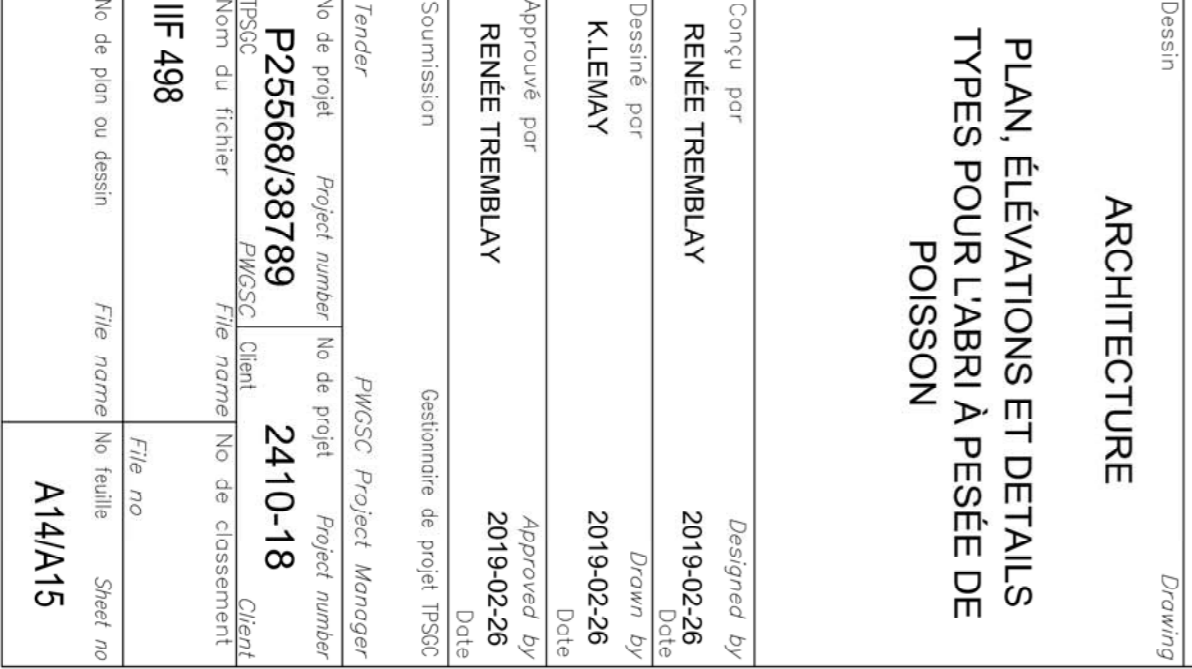 Dessin Drawing
ARCHITECTURE
PLAN, ÉLÉVATIONS ET DETAILS
TYPES POUR L'ABRI À PESÉE DE
POISSON
Conçu par Designed by
RENÉE TREMBLAY 2019-02-26
Date
Dessiné par Drawn by
K.LEMAY 2019-02-26
Date
Approuvé par Approved by
RENÉE TREMBLAY 2019-02-26
Date
Soumission Gestionnaire de projet TPSGC
Tender PWGSC Project Manager
No de projet Project number No de projet Project number
P25568/38789 2410-18
TPSGC PWGSC Client Client
Nom du fichier File name No de classement
IIF 498 File no
No de plan ou dessin File name No feuille Sheet no
A14/A15